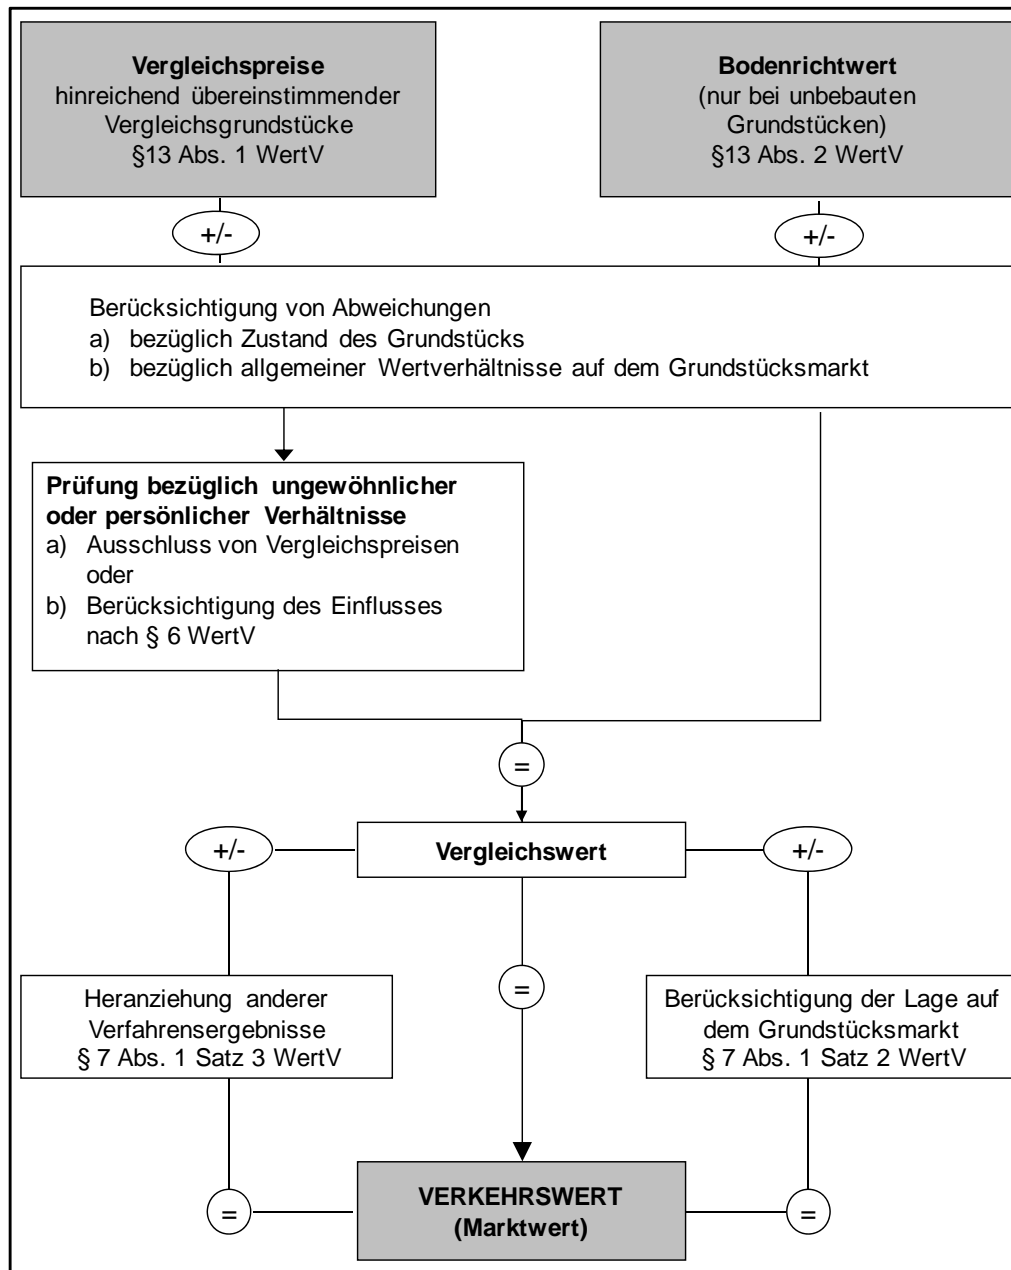 Vergleichspreise
hinreichend übereinstimmender
Vergleichsgrundstücke
§13 Abs. 1 WertV
Bodenrichtwert
(nur bei unbebauten
Grundstücken)
§13 Abs. 2 WertV
+/-
+/-
Berücksichtigung von Abweichungen
a) bezüglich Zustand des Grundstücks
b) bezüglich allgemeiner Wertverhältnisse auf dem Grundstücksmarkt
Prüfung bezüglich ungewöhnlicher
oder persönlicher Verhältnisse
a) Ausschluss von Vergleichspreisen
oder
b) Berücksichtigung des Einflusses
nach § 6 WertV
=
+/-
Vergleichswert
+/-
=
Heranziehung anderer
Verfahrensergebnisse
§ 7 Abs. 1 Satz 3 WertV
Berücksichtigung der Lage auf
dem Grundstücksmarkt
§ 7 Abs. 1 Satz 2 WertV
=
VERKEHRSWERT
(Marktwert)
=